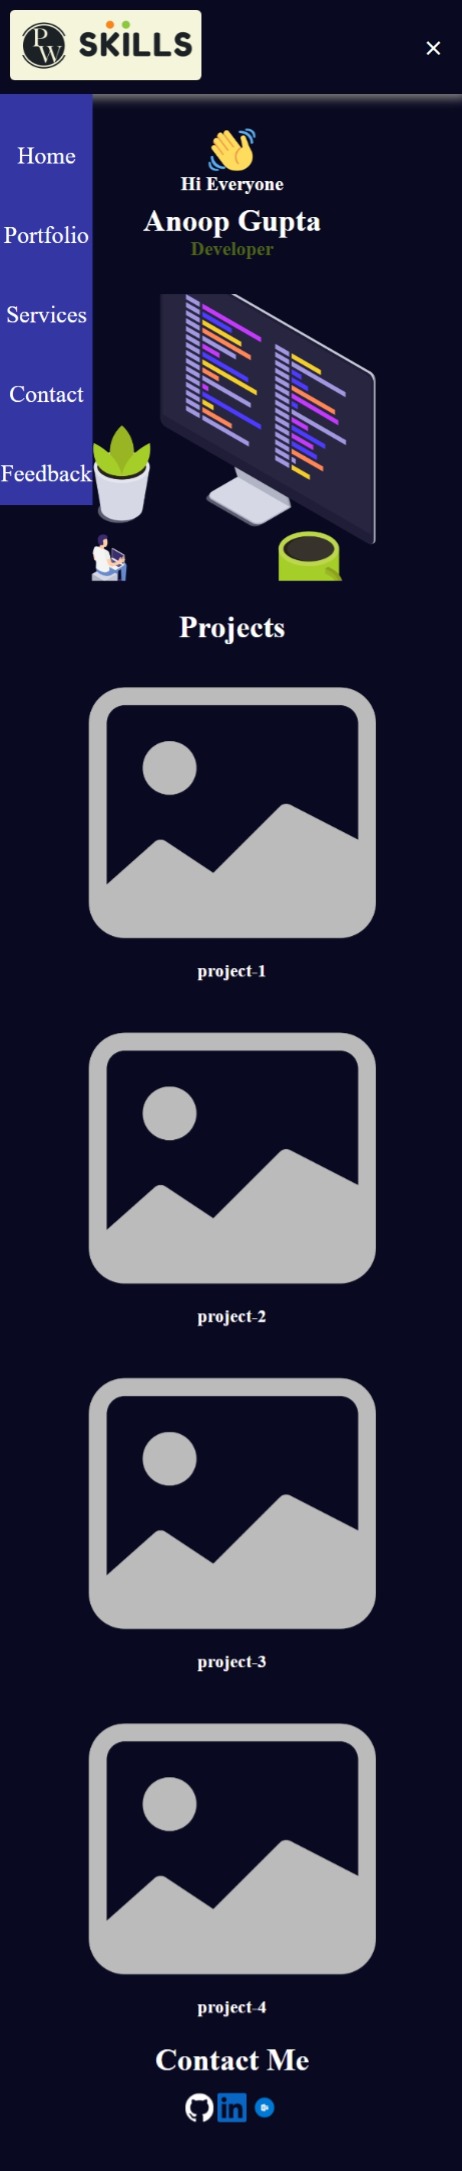 PW SKILLS
×
Home
Portfolio
Services
Contact
Feedback
Hi Everyone
Anoop Gupta
Developer
Projects
project-1
project-2
project-3
project-4
Contact Me
in